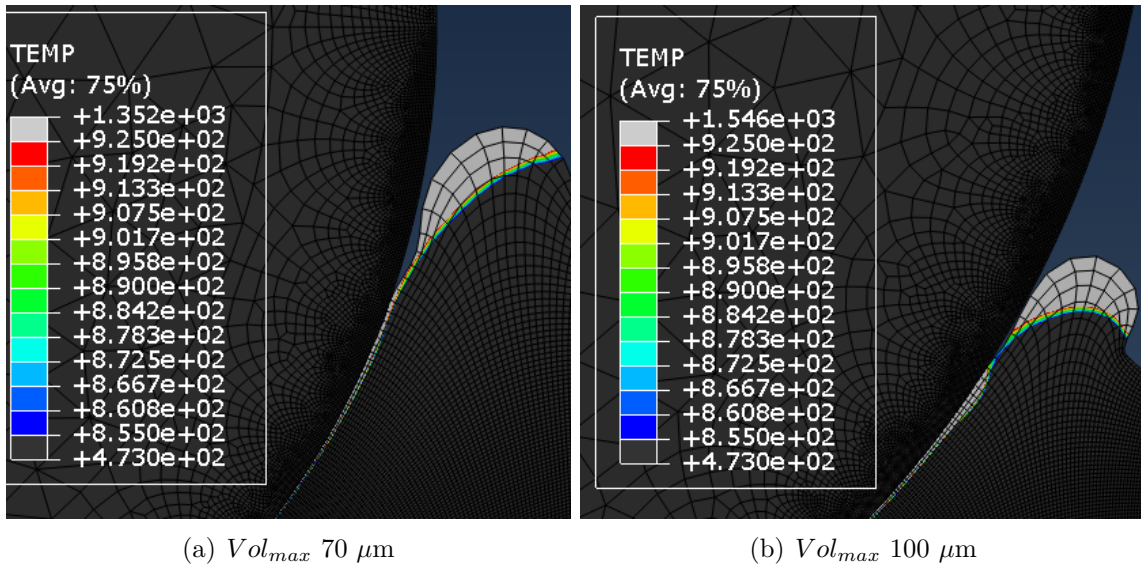 TEMP
(Avg: 75%)
+1.352e+03
+9.250e+02
+9.192e+02
+9.133e+02
+9.075e+02
+9.017e+02
+8.958e+02
+8.900e+02
+8.842e+02
+8.783e+02
+8.725e+02
+8.667e+02
+8.608e+02
+8.550e+02
+4.730e+02
TEMP
(Avg: 75%)
+1.546e+03
+9.250e+02
+9.192e+02
+9.133e+02
+9.075e+02
+9.017e+02
+8.958e+02
+8.900e+02
+8.842e+02
+8.783e+02
+8.725e+02
+8.667e+02
+8.608e+02
+8.550e+02
+4.730e+02
(a) Vol_max 70 μm
(b) Vol_max 100 μm